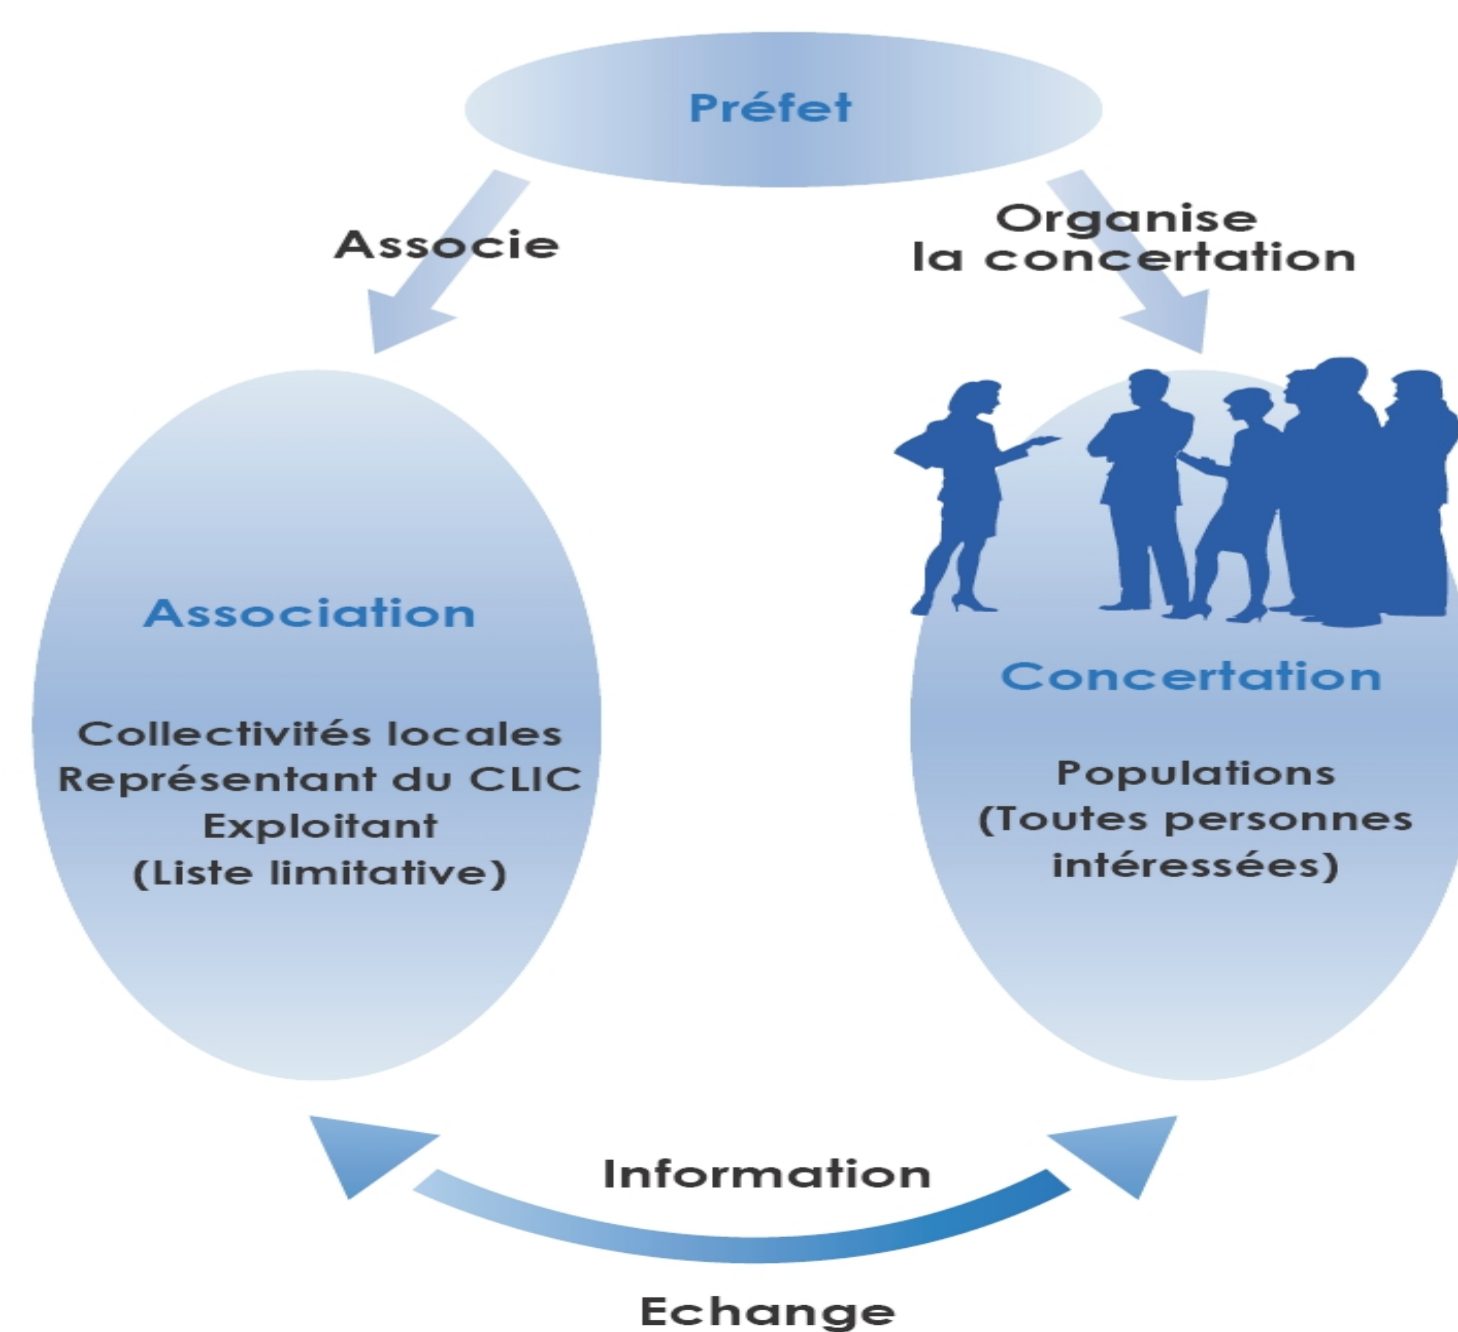 Préfet
Associe
Organise
la concertation
Association
Collectivités locales
Représentant du CLIC
Exploitant
(Liste limitative)
Concertation
Populations
(Toutes personnes
intéressées)
Information
Echange